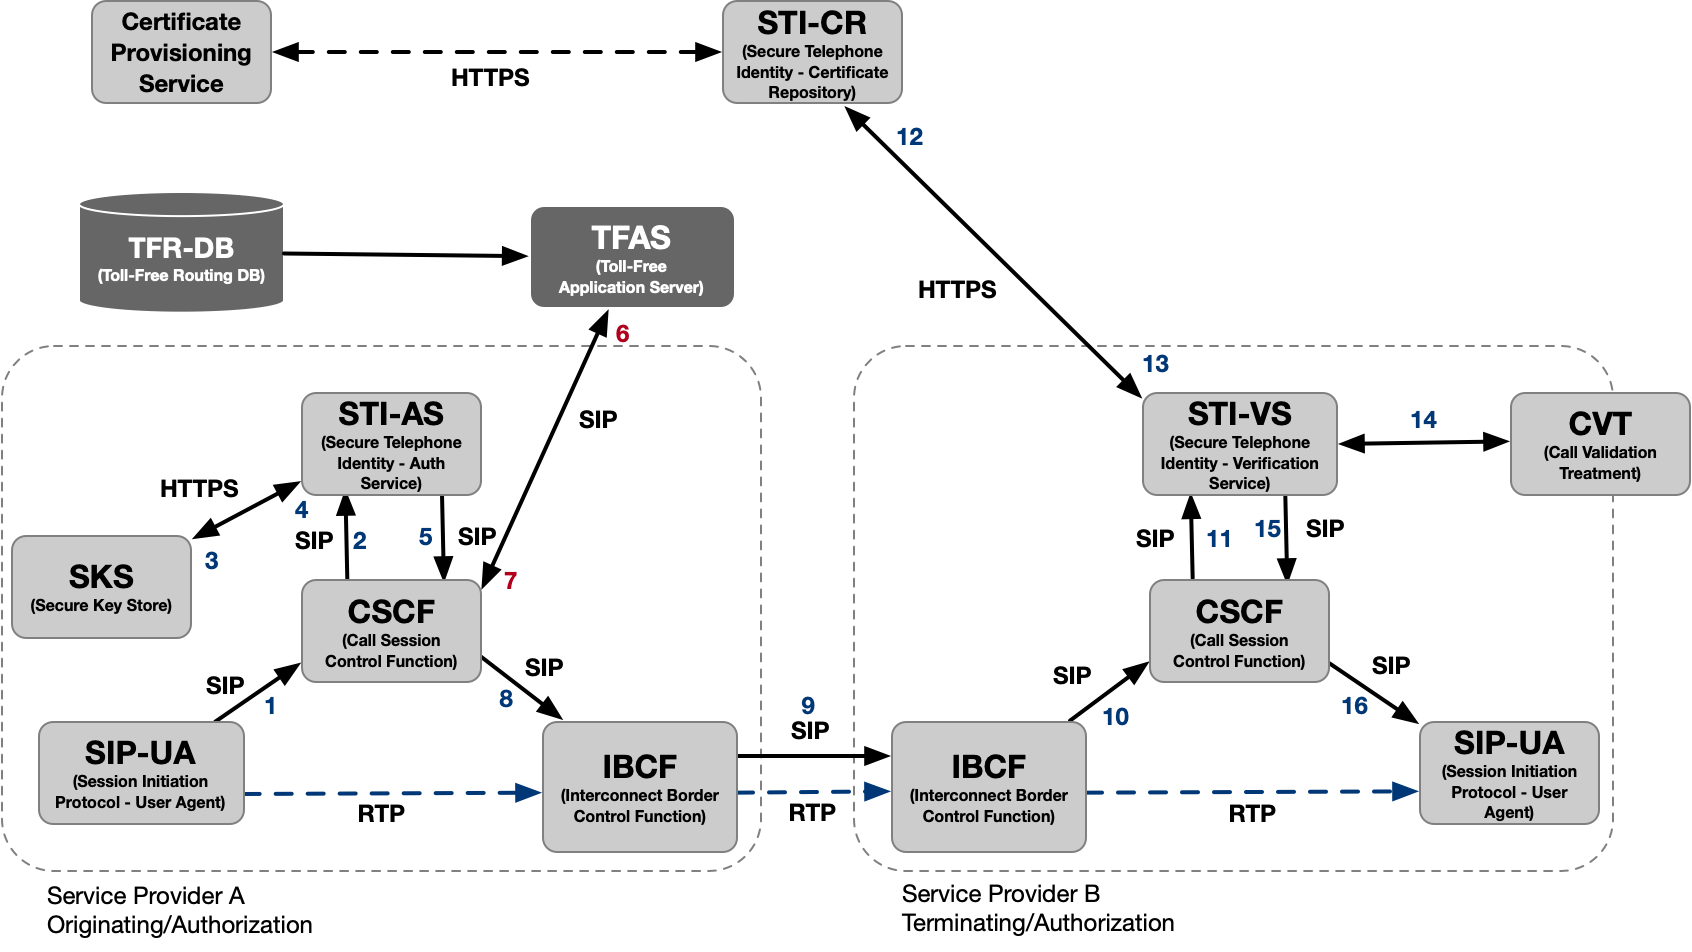 Certificate
Provisioning
Service
HTTPS
STI-CR
(Secure Telephone
Identity - Certificate
Repository)
12
TFR-DB
(Toll-Free Routing DB)
TFAS
(Toll-Free
Application Server)
HTTPS
6
13
SIP
STI-AS
(Secure Telephone
Identity - Auth
Service)
HTTPS
4
3
SIP
2
5
SIP
7
SKS
(Secure Key Store)
CSCF
(Call Session
Control Function)
SIP
1
SIP
8
SIP-UA
(Session Initiation
Protocol - User Agent)
RTP
IBCF
(Interconnect Border
Control Function)
9
SIP
RTP
STI-VS
(Secure Telephone
Identity - Verification
Service)
14
CVT
(Call Validation
Treatment)
SIP
11
15
SIP
CSCF
(Call Session
Control Function)
SIP
10
SIP
16
IBCF
(Interconnect Border
Control Function)
RTP
SIP-UA
(Session Initiation
Protocol - User
Agent)
Service Provider A
Originating/Authorization
Service Provider B
Terminating/Authorization